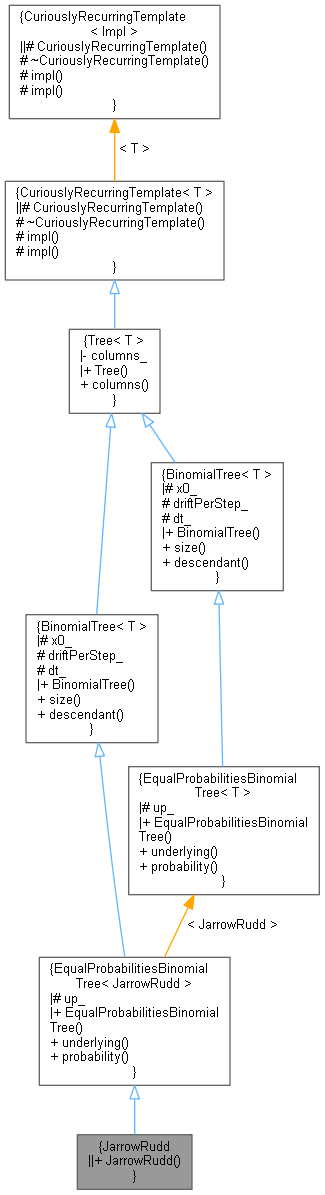 {CuriouslyRecurringTemplate
< Impl >
||# CuriouslyRecurringTemplate()
# ~CuriouslyRecurringTemplate()
# impl()
# impl()
}
< T >
{CuriouslyRecurringTemplate< T >
||# CuriouslyRecurringTemplate()
# ~CuriouslyRecurringTemplate()
# impl()
# impl()
}
{Tree< T >
|- columns_
|+ Tree()
+ columns()
}
{BinomialTree< T >
|# x0_
# driftPerStep_
# dt_
|+ BinomialTree()
+ size()
+ descendant()
}
{BinomialTree< T >
|# x0_
# driftPerStep_
# dt_
|+ BinomialTree()
+ size()
+ descendant()
}
{EqualProbabilitiesBinomial
Tree< T >
|# up_
|+ EqualProbabilitiesBinomial
Tree()
+ underlying()
+ probability()
}
< JarrowRudd >
{EqualProbabilitiesBinomial
Tree< JarrowRudd >
|# up_
|+ EqualProbabilitiesBinomial
Tree()
+ underlying()
+ probability()
}
{JarrowRudd
||+ JarrowRudd()
}